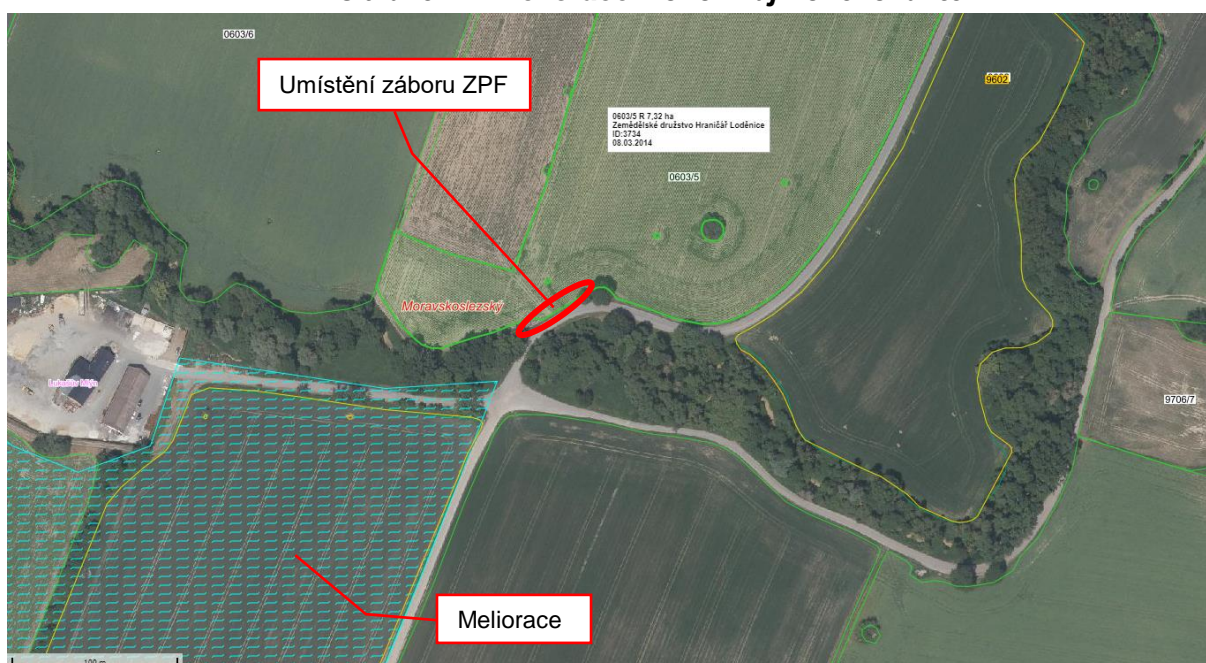 0603/6
Umístění záboru ZPF
9602
0603/5 R 7,32 ha
Zemědělské družstvo Hraničář Loděnice
ID:3734
08.03.2014
0603/5
Moravskoslezský
9706/7
Meliorace
100 m